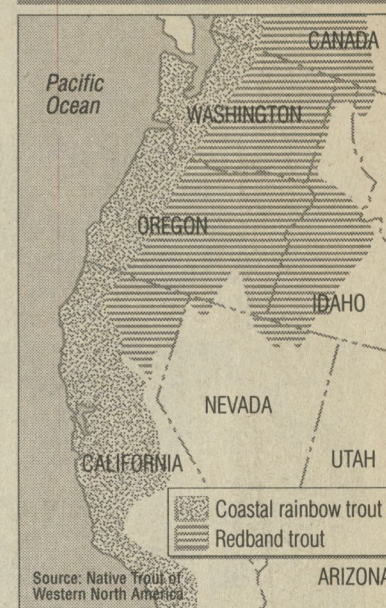 CANADA
Pacific
Ocean
WASHINGTON
OREGON
IDAHO
NEVADA
CALIFORNIA
UTAH
Coastal rainbow trout
Redband trout
ARIZONA
Source: Native Trout of
Western North America